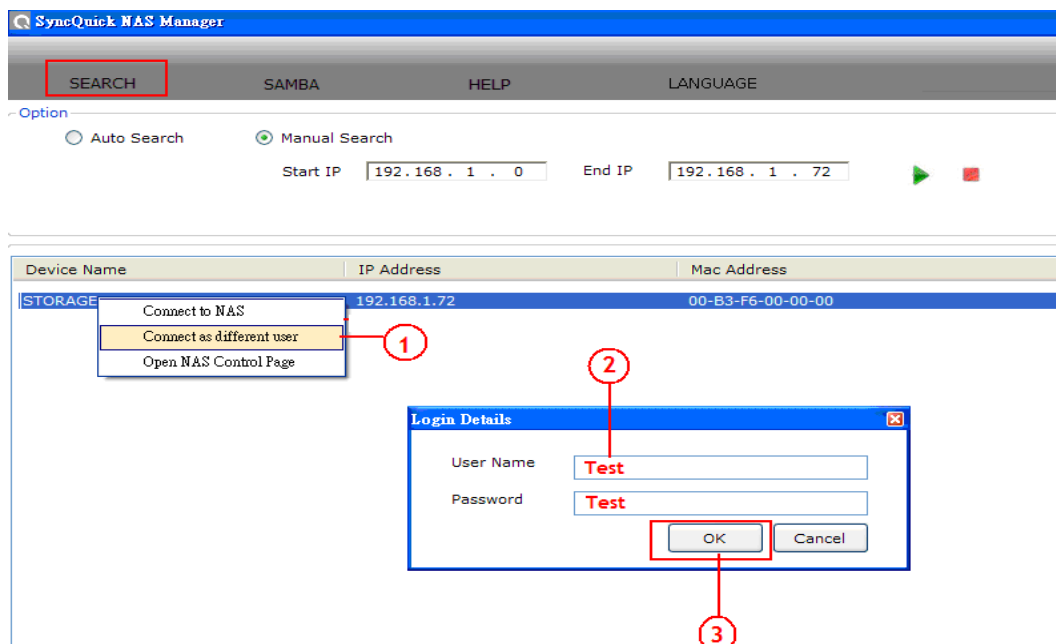 SyncQuick NAS Manager
SEARCH SAMBA HELP LANGUAGE
Option
Auto Search Manual Search
Start IP 192.168. 1 . 0 End IP 192.168. 1 . 72
Device Name IP Address Mac Address
STORAGE 192.168.1.72 00-B3-F6-00-00-00
Connect to NAS
Connect as different user
1
Open NAS Control Page
2
Login Details
User Name Test
Password Test
OK Cancel
3